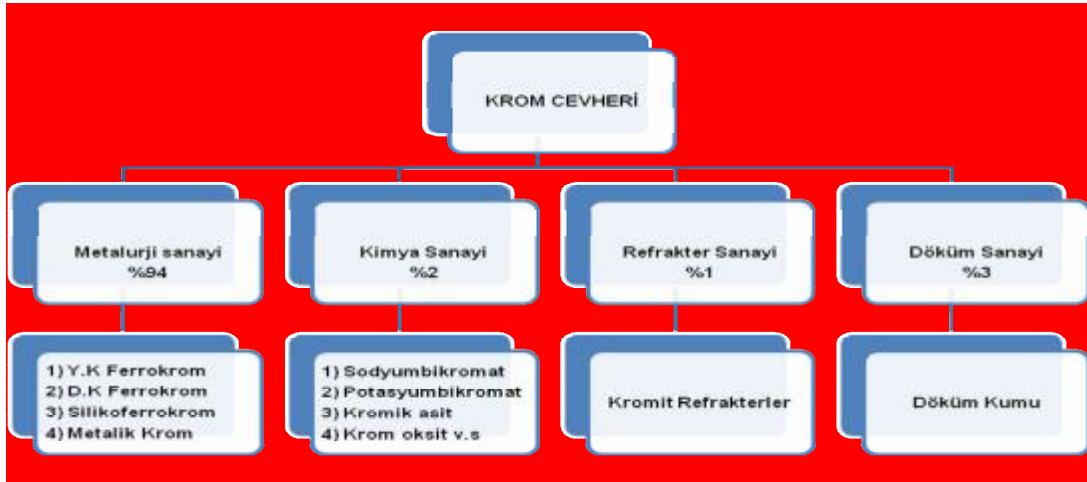 KROM CEVHERİ
Metalurji sanayi
%94
Kimya Sanayi
%2
Refrakter Sanayi
%1
Döküm Sanayi
%3
1) Y.K Ferrokrom
2) D.K Ferrokrom
3) Silikoferrokrom
4) Metalik Krom
1) Sodyumbikromat
2) Potasyumbikromat
3) Kromik asit
4) Krom oksit v.s
Kromit Refrakterler
Döküm Kumu